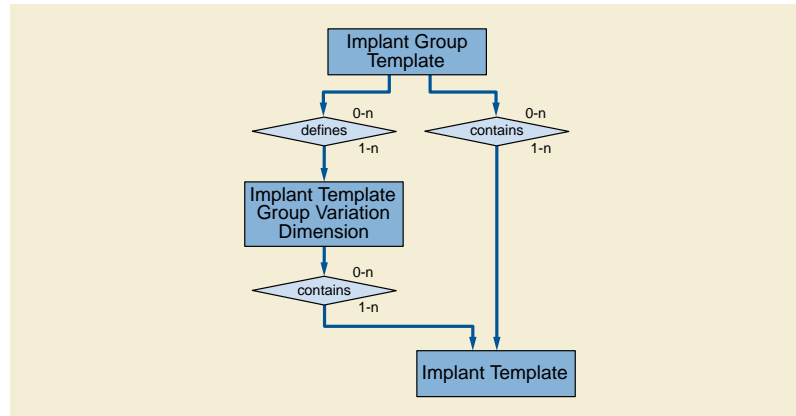 Implant Group
Template
0-n
0-n
defines
contains
1-n
1-n
Implant Template
Group Variation
Dimension
0-n
contains
1-n
Implant Template